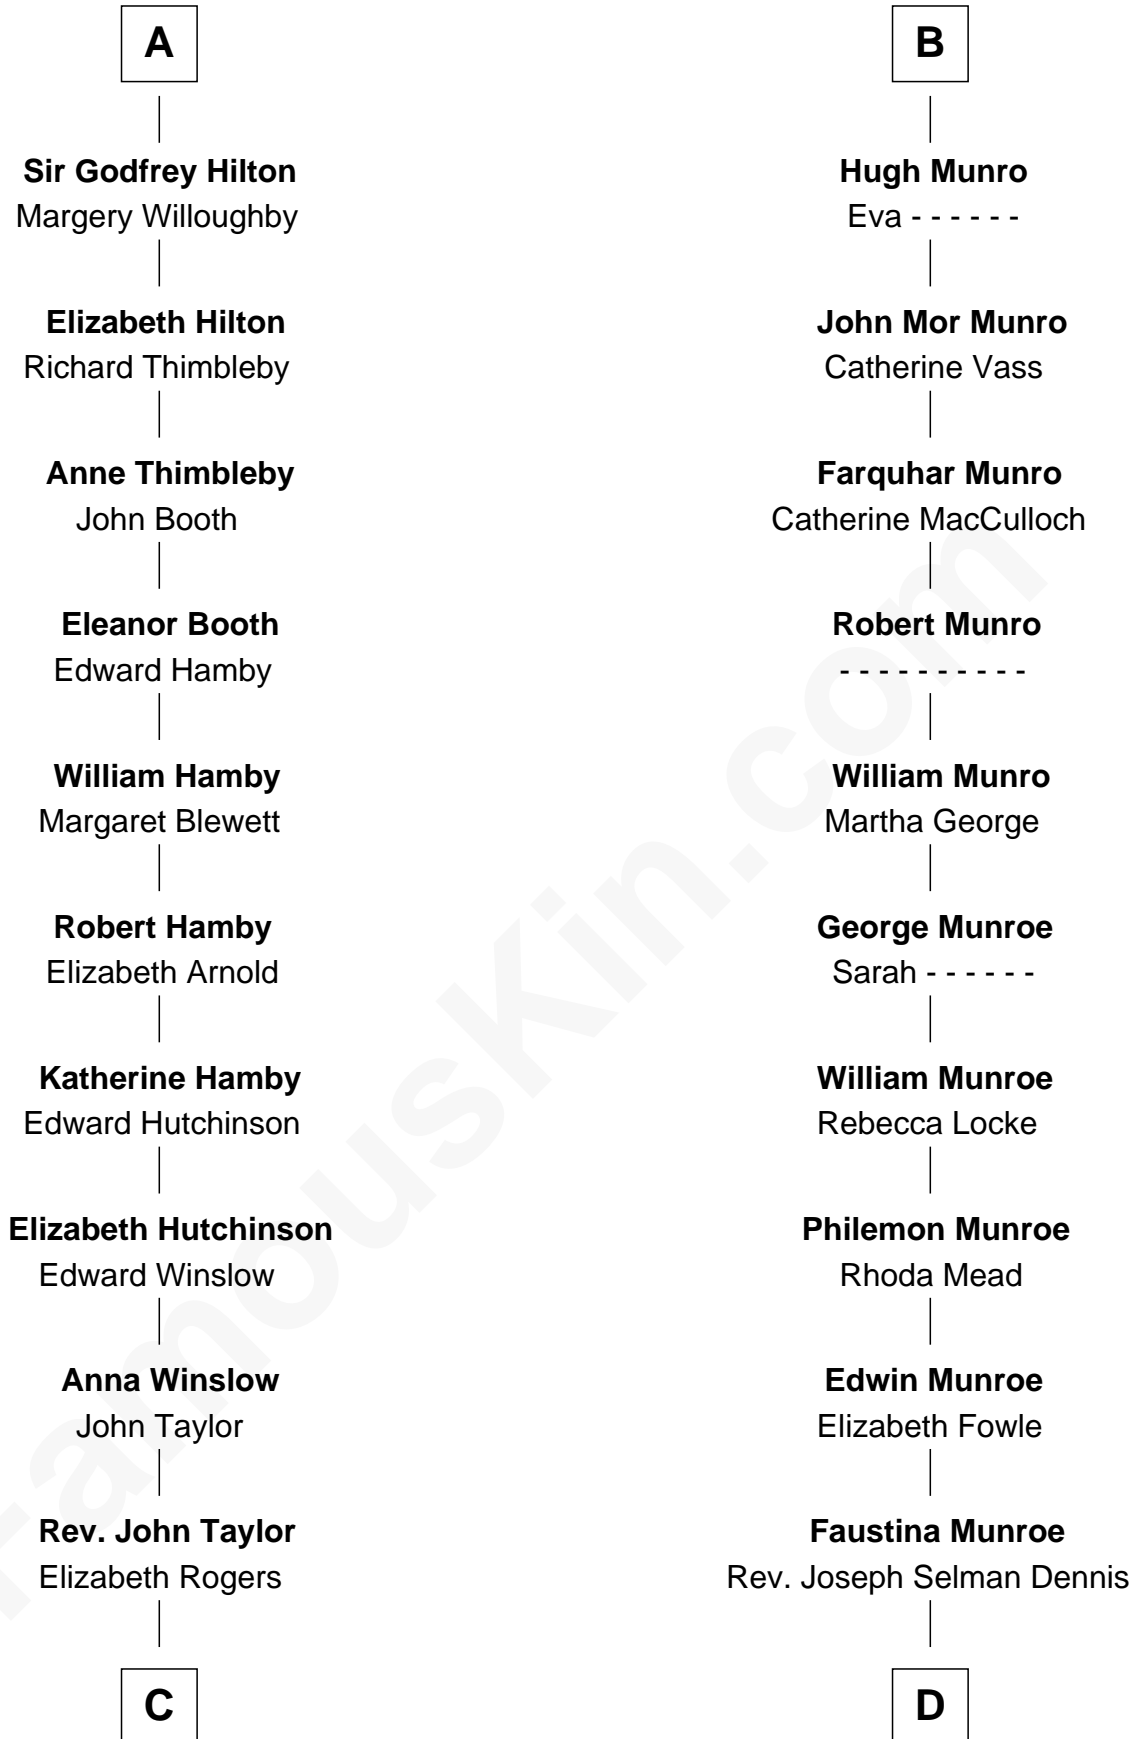 A
Sir Godfrey Hilton
Margery Willoughby
Elizabeth Hilton
Richard Thimbleby
Anne Thimbleby
John Booth
Eleanor Booth
Edward Hamby
William Hamby
Margaret Blewett
Robert Hamby
Elizabeth Arnold
Katherine Hamby
Edward Hutchinson
Elizabeth Hutchinson
Edward Winslow
Anna Winslow
John Taylor
Rev. John Taylor
Elizabeth Rogers
C
B
Hugh Munro
Eva - - - - - -
John Mor Munro
Catherine Vass
Farquhar Munro
Catherine MacCulloch
Robert Munro
- - - - - - - - - -
William Munro
Martha George
George Munroe
Sarah - - - - - -
William Munroe
Rebecca Locke
Philemon Munroe
Rhoda Mead
Edwin Munroe
Elizabeth Fowle
Faustina Munroe
Rev. Joseph Selman Dennis
D
FamousKin.com